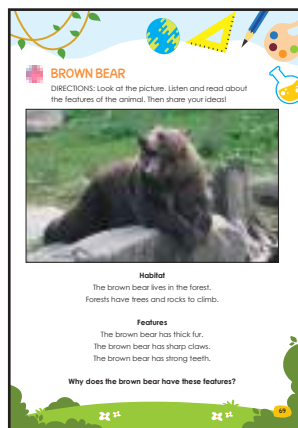 BROWN BEAR
DIRECTIONS: Look at the picture. Listen and read about
the features of the animal. Then share your ideas!
Habitat
The brown bear lives in the forest.
Forests have trees and rocks to climb.
Features
The brown bear has thick fur.
The brown bear has sharp claws.
The brown bear has strong teeth.
Why does the brown bear have these features?
69